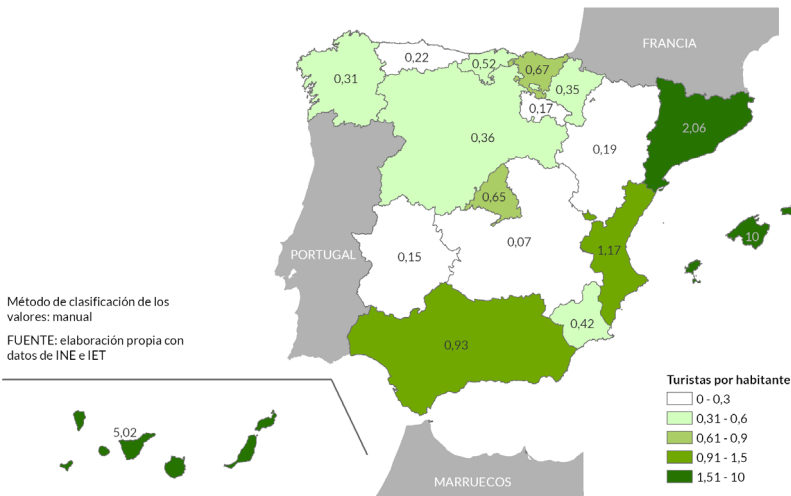 FRANCIA
0,22
0,52
0,67
0,31
0,35
0,17
2,06
0,36
0,19
0,65
10
0,07
1,17
PORTUGAL
0,15
Método de clasificación de los
valores: manual
0,42
FUENTE: elaboración propia con
datos de INE e IET
0,93
Turistas por habitante
0 - 0,3
0,31 - 0,6
5,02
0,61 - 0,9
0,91 - 1,5
1,51 - 10
MARRUECOS